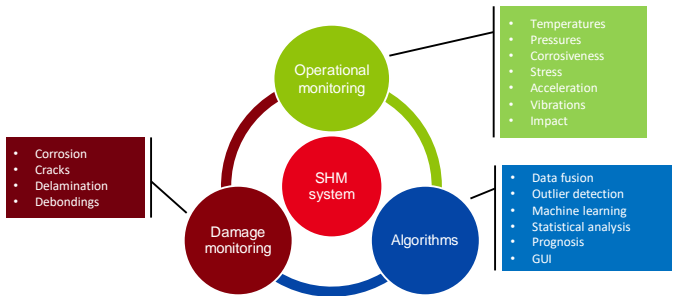 Operational
monitoring
• Temperatures
• Pressures
• Corrosiveness
• Stress
• Acceleration
• Vibrations
• Impact
• Corrosion
• Cracks
• Delamination
• Debondings
SHM
system
Damage
monitoring
Algorithms
• Data fusion
• Outlier detection
• Machine learning
• Statistical analysis
• Prognosis
• GUI